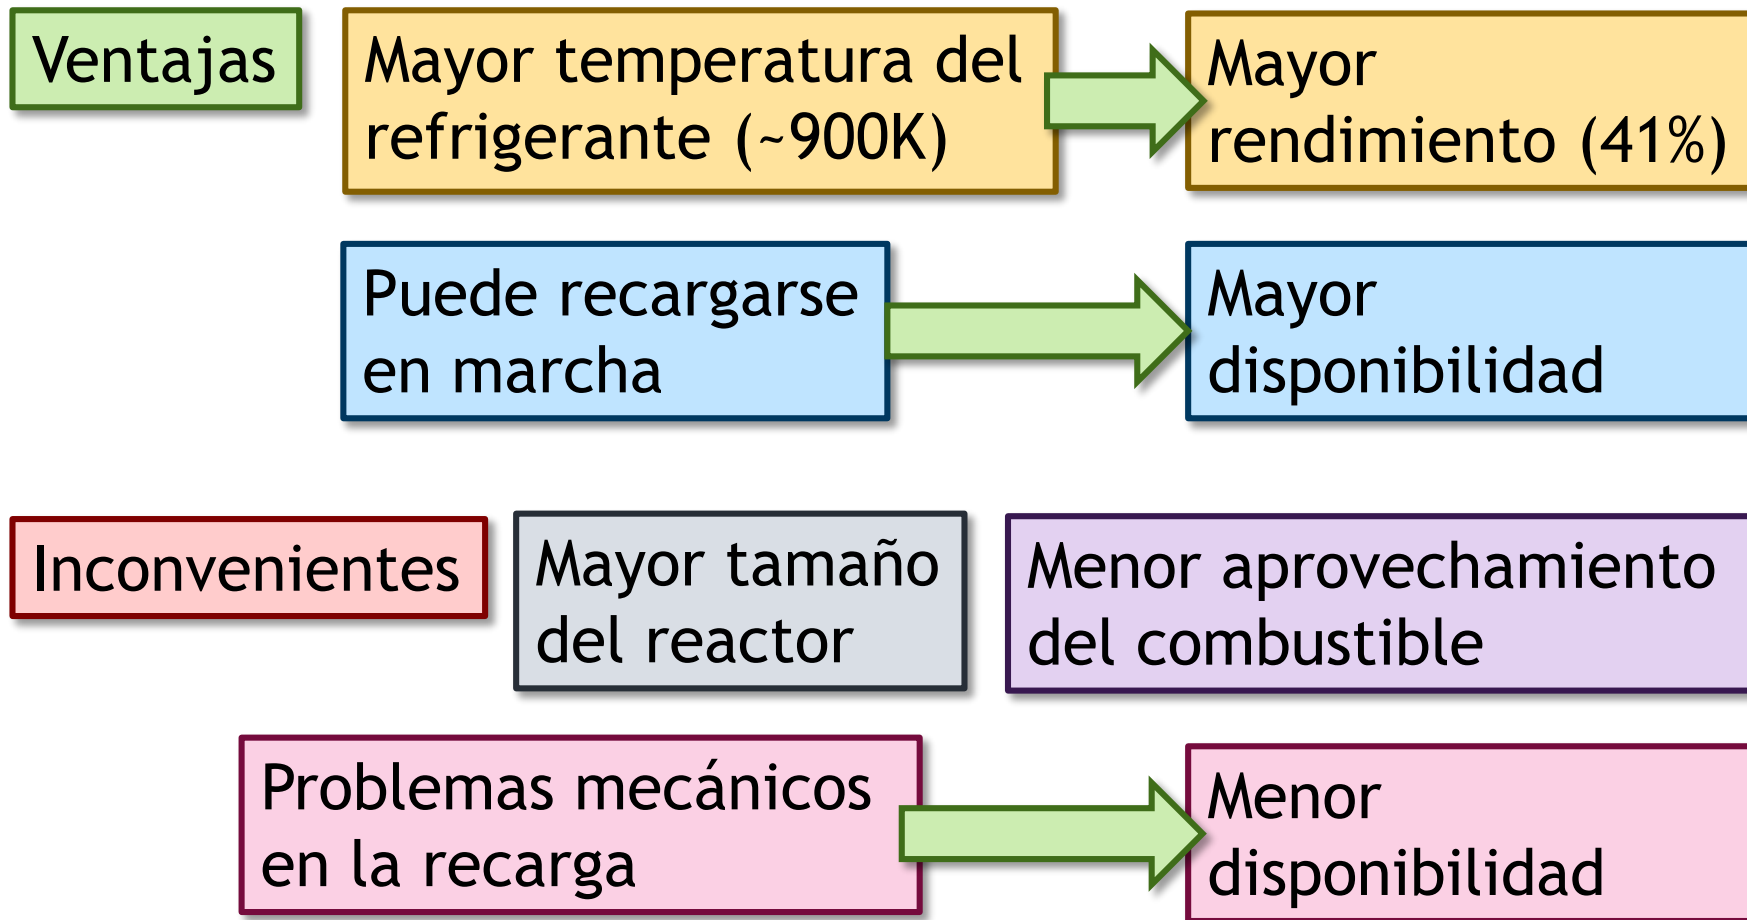 Ventajas
Mayor temperatura del
refrigerante (~900K)
Mayor
rendimiento (41%)
Puede recargarse
en marcha
Mayor
disponibilidad
Inconvenientes
Mayor tamaño
del reactor
Menor aprovechamiento
del combustible
Problemas mecánicos
en la recarga
Menor
disponibilidad